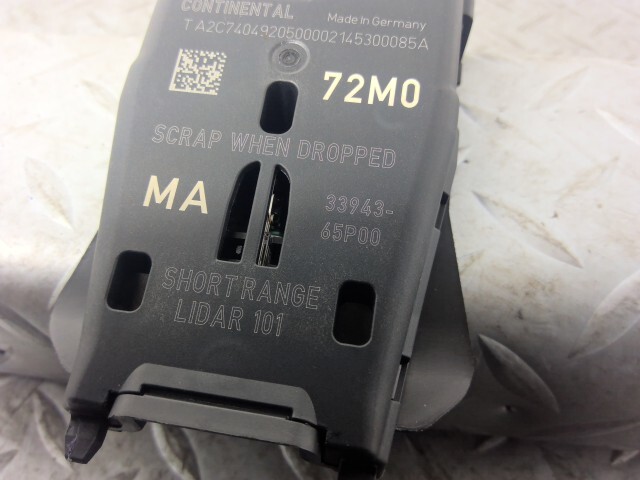 CONTINENTAL
Made in Germany
T A2C7404920500002145300085A
72M0
SCRAP WHEN DROPPED
MA
33943-
65P00
SHORT RANGE
LIDAR 101